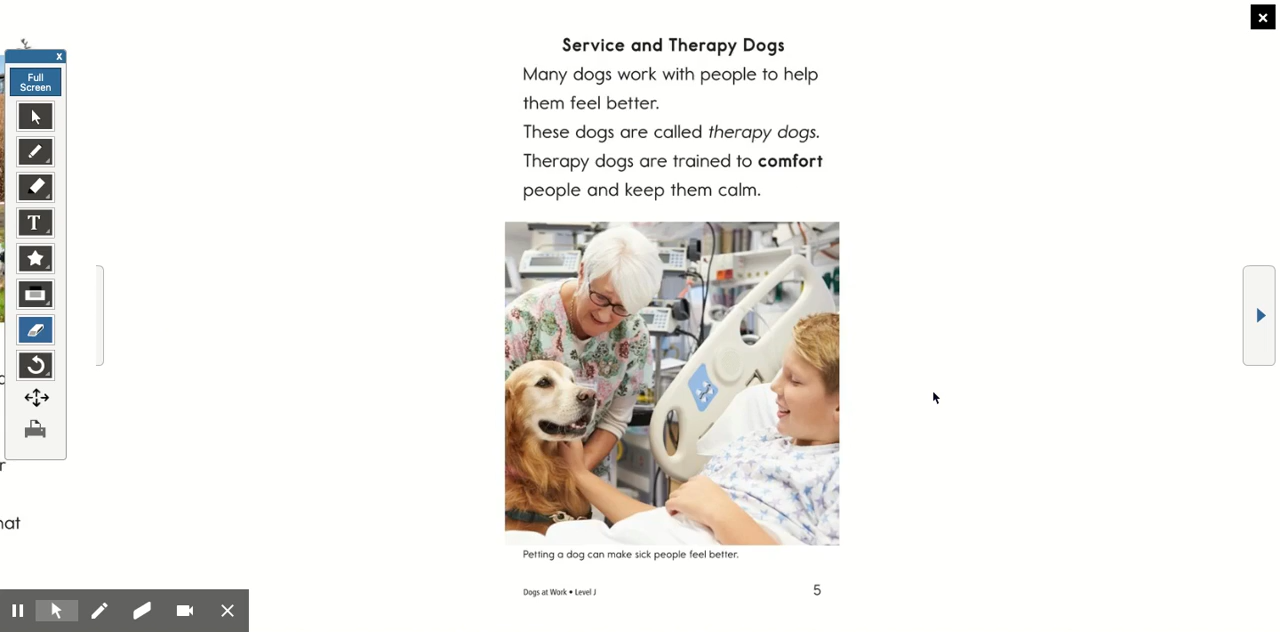 Service and Therapy Dogs
Many dogs work with people to help
them feel better.
These dogs are called therapy dogs.
Therapy dogs are trained to comfort
people and keep them calm.
Petting a dog can make sick people feel better.
Dogs at Work • Level J
5
x
Full
Screen
T
r
hat